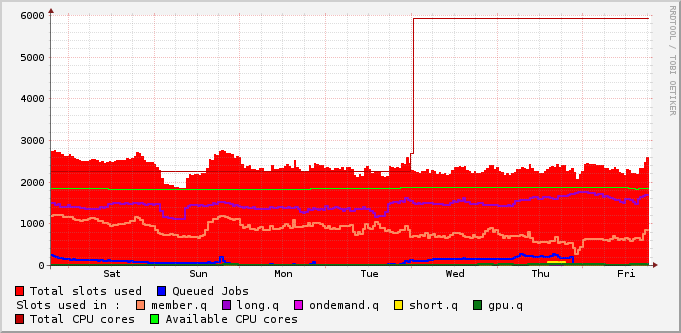 6000
5000
4000
3000
2000
1000
0
Sat Sun Mon Tue Wed Thu Fri
RRDTOOL / TOBI OETIKER
Total slots used Queued Jobs
Slots used in : member.q long.q ondemand.q short.q gpu.q
Total CPU cores Available CPU cores